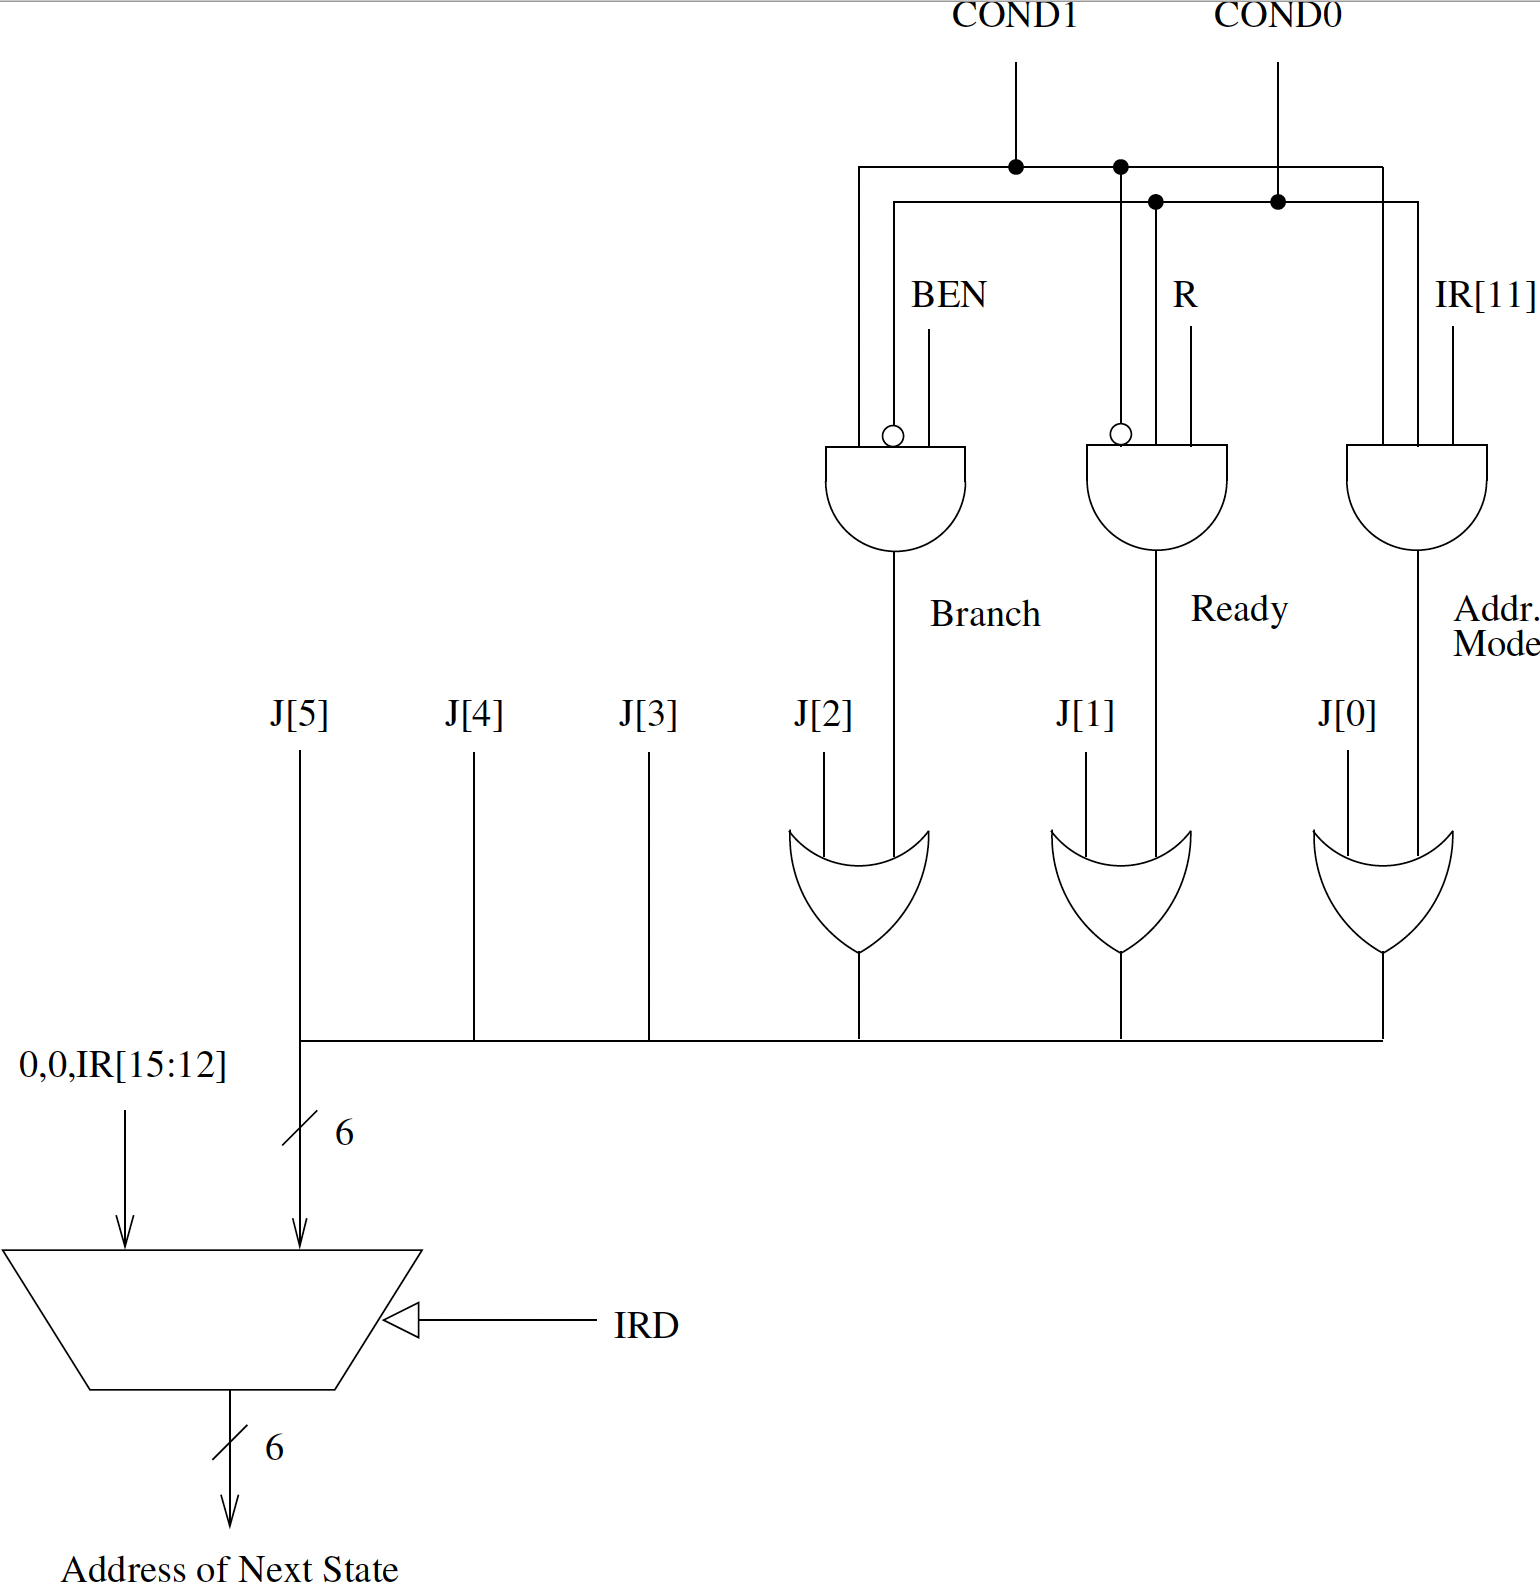 COND1 COND0
BEN R IR[11]
Branch Ready Addr.
Mode
J[5] J[4] J[3] J[2] J[1] J[0]
0,0,IR[15:12]
6
IRD
6
Address of Next State